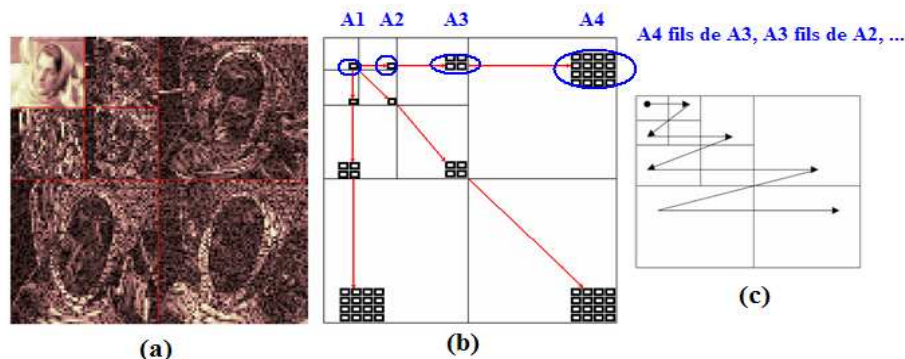 A1 A2 A3 A4
A4 fils de A3, A3 fils de A2, ...
(a) (b) (c)